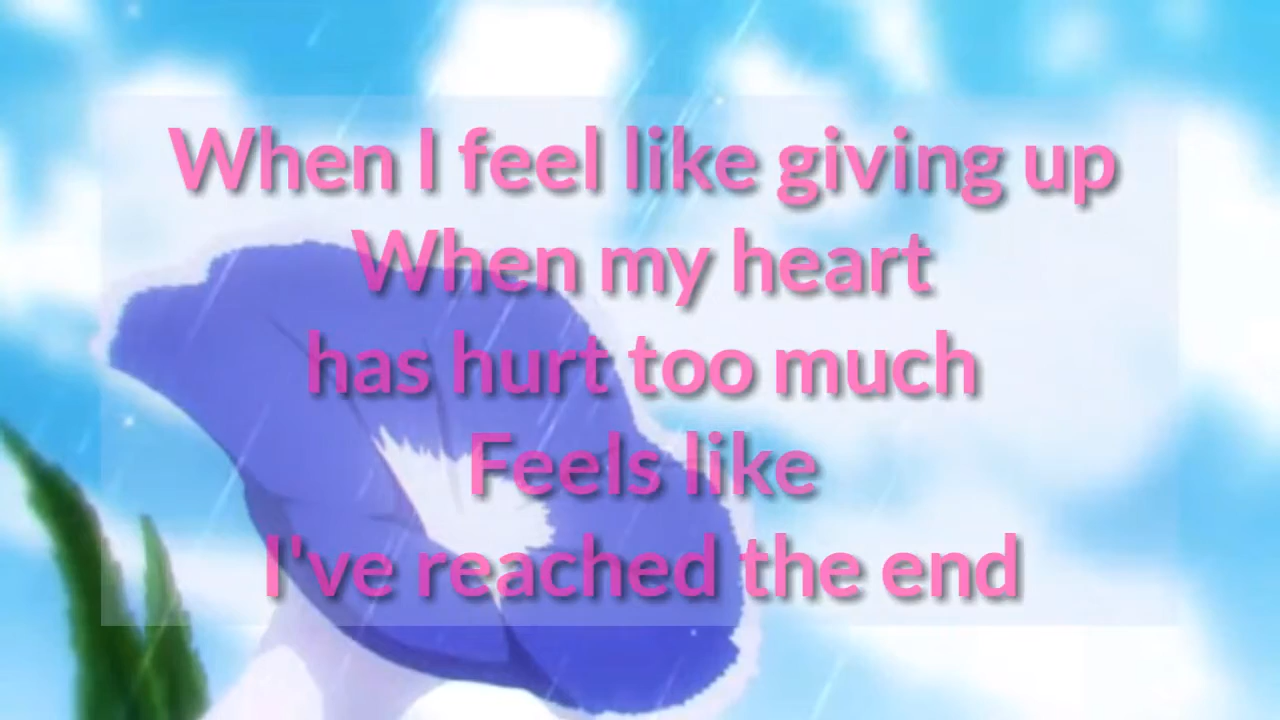 When I feel like giving up
When my heart
has hurt too much
Feels like
I've reached the end